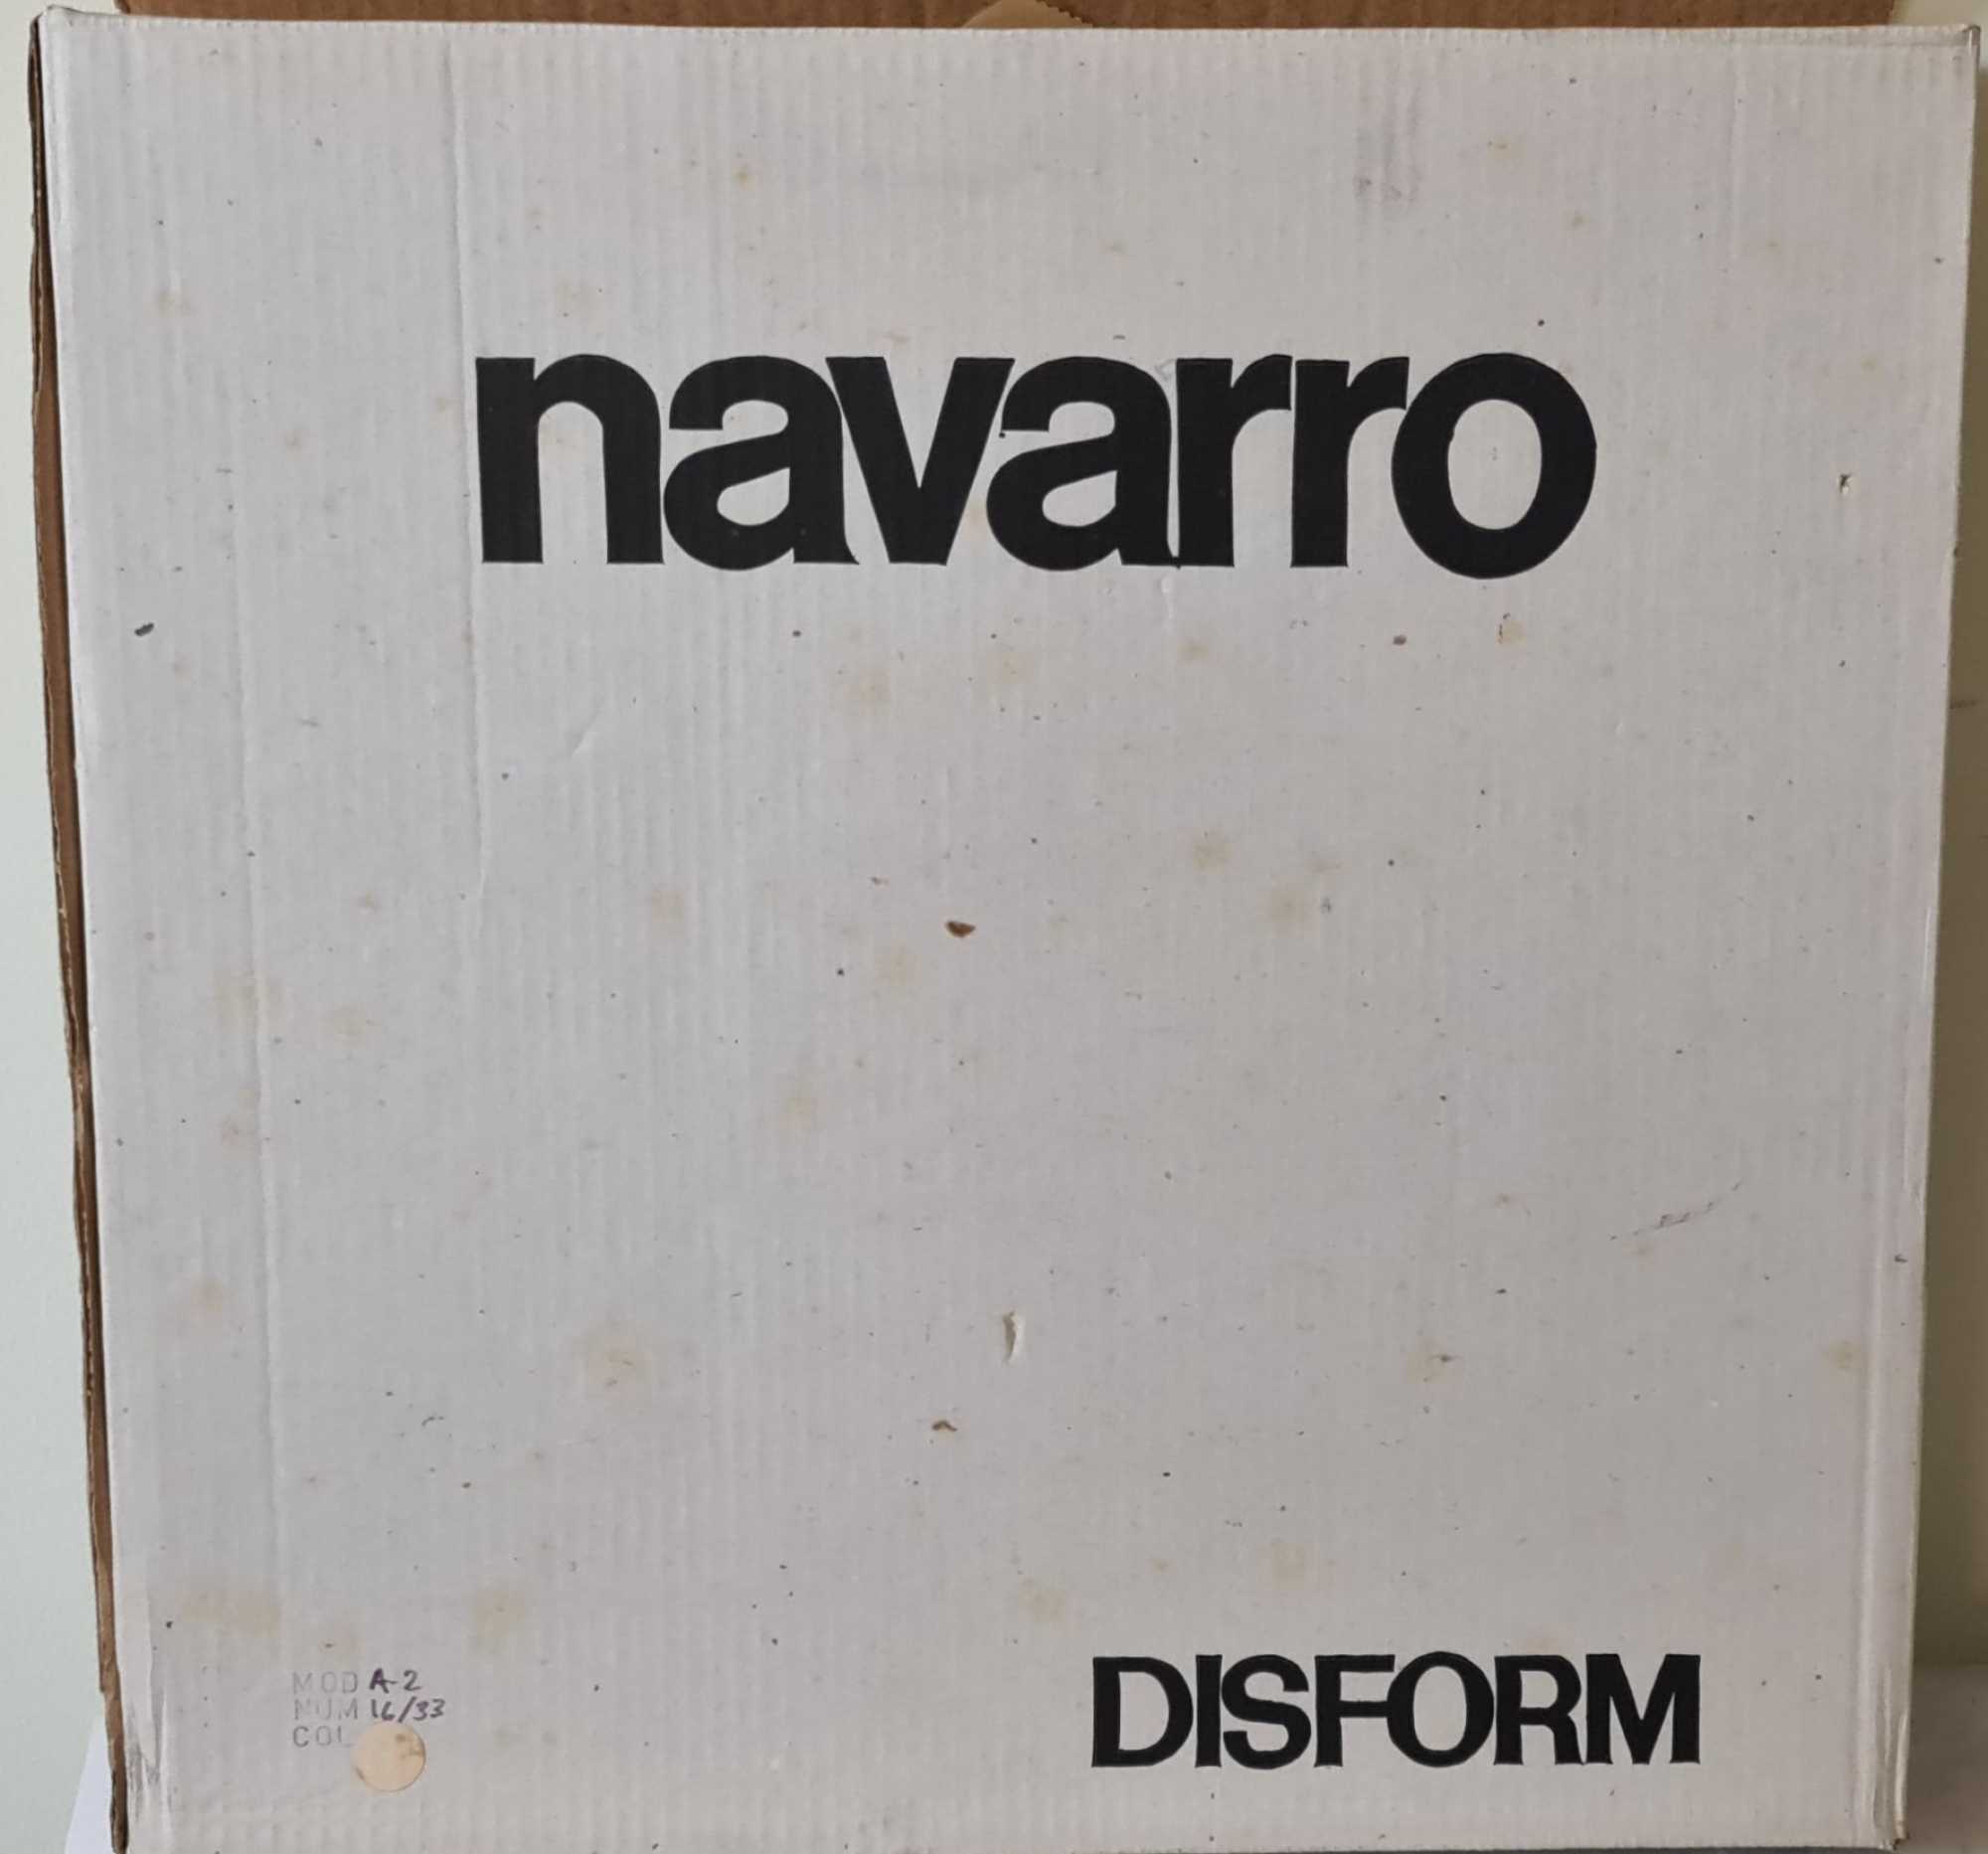 navarro
MOD A-2
NUM 16/33
COL
DISFORM